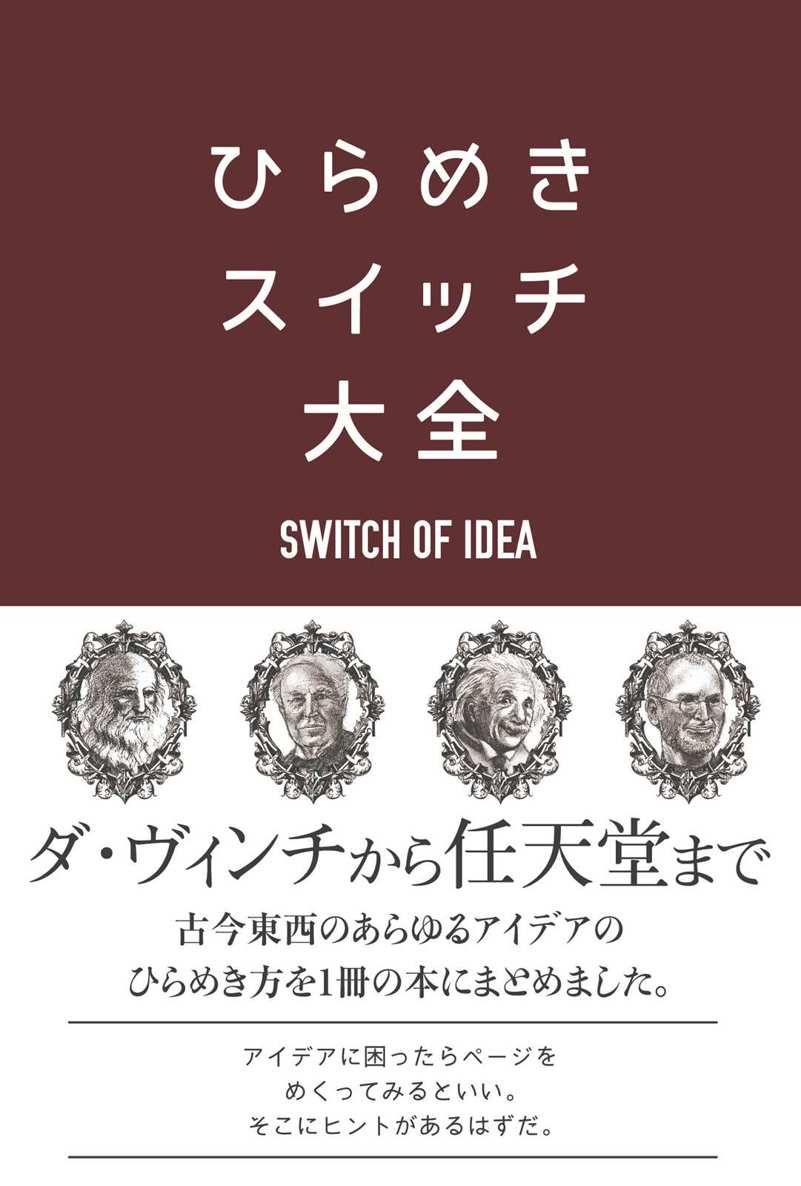 ひらめき
スイッチ
大全
SWITCH OF IDEA
ダ・ヴィンチから任天堂まで
古今東西のあらゆるアイデアの
ひらめき方を1冊の本にまとめました。
アイデアに困ったらページを
めくってみるといい。
そこにヒントがあるはずだ。